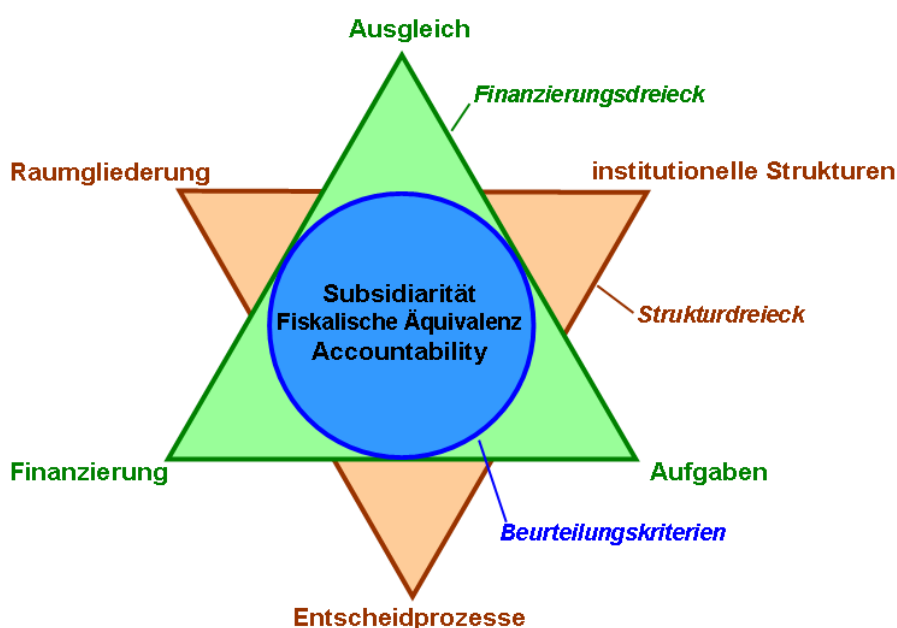 Ausgleich
Finanzierungsdreieck
Raumgliederung
institutionelle Strukturen
Subsidiarität
Fiskalische Äquivalenz
Accountability
Strukturdreieck
Finanzierung
Aufgaben
Beurteilungskriterien
Entscheidprozesse